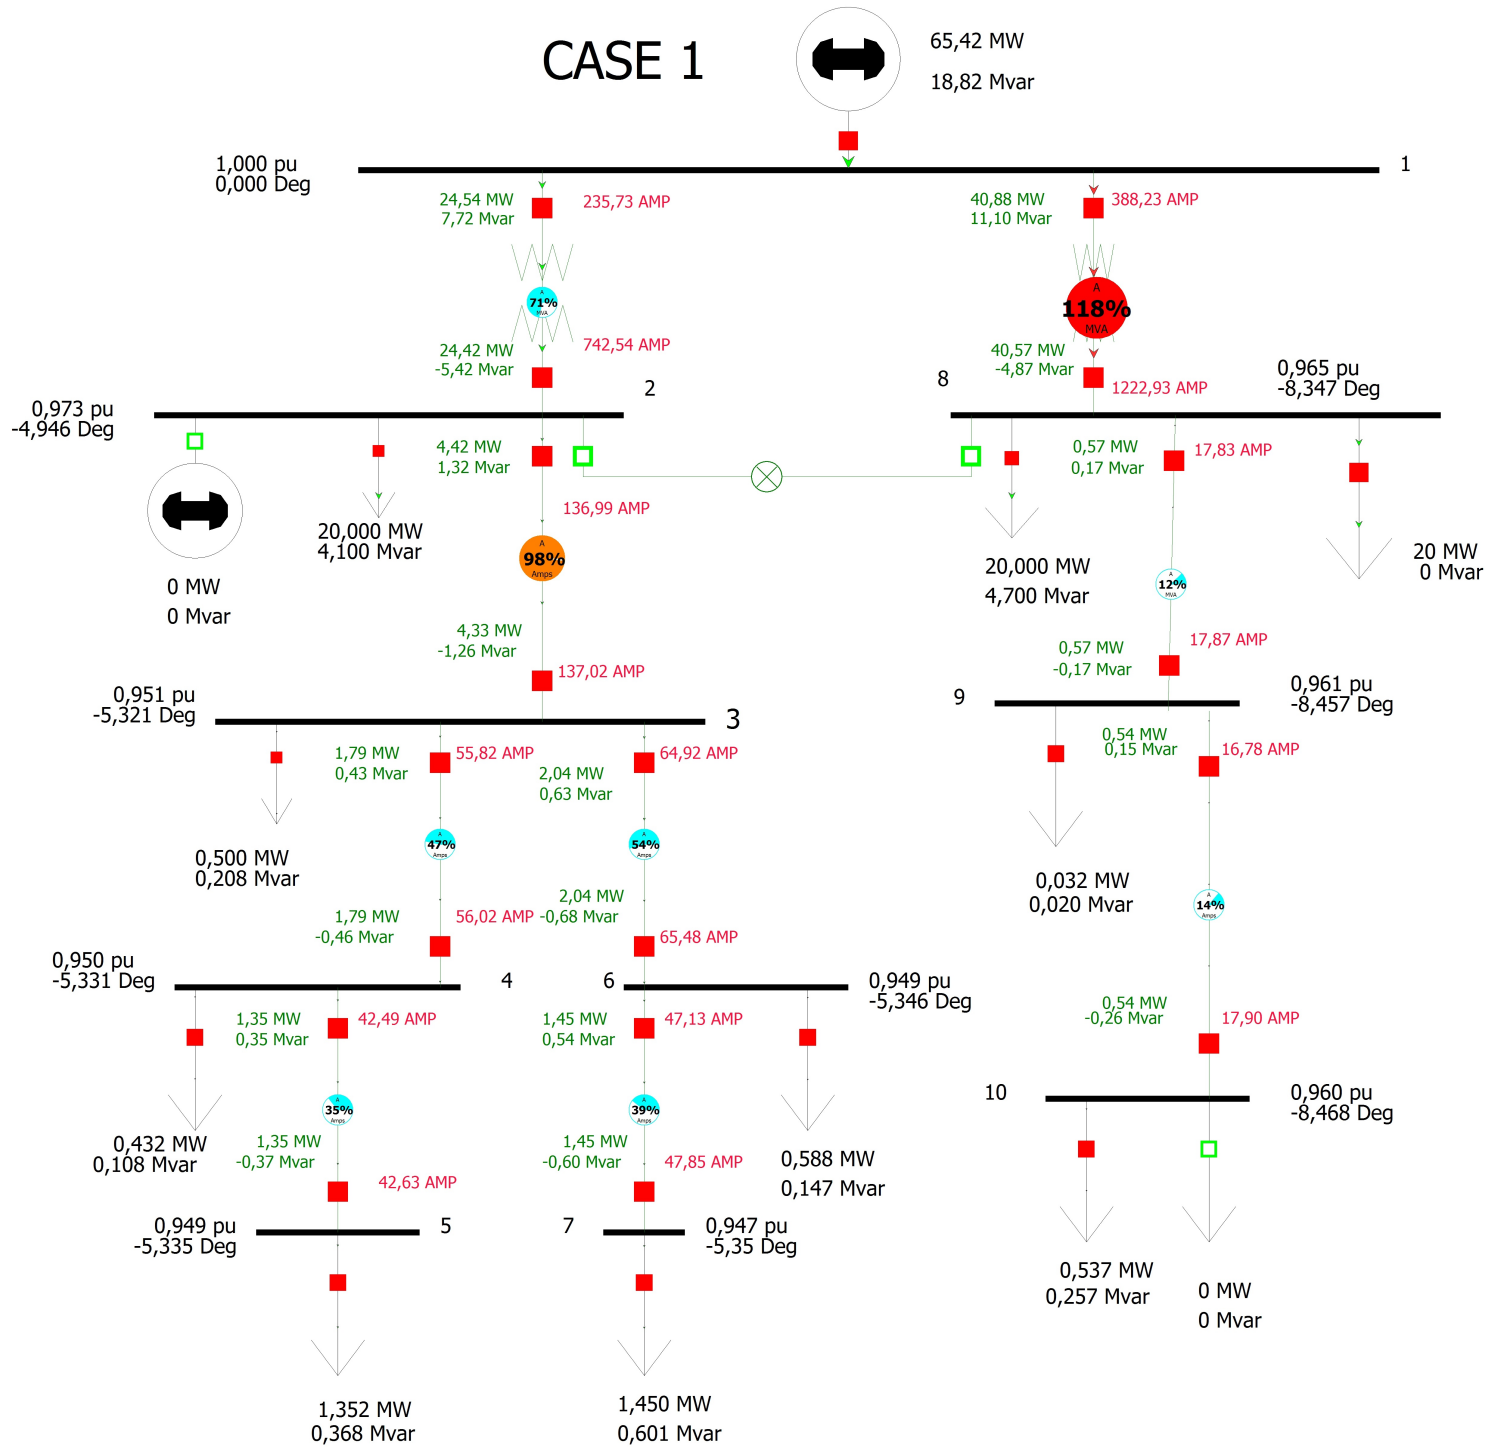 CASE 1
65,42 MW
18,82 Mvar
1,000 pu
0,000 Deg
1
24,54 MW
7,72 Mvar
235,73 AMP
40,88 MW
11,10 Mvar
388,23 AMP
A
71%
MVA
A
118%
MVA
24,42 MW
-5,42 Mvar
742,54 AMP
40,57 MW
-4,87 Mvar
1222,93 AMP
0,973 pu
-4,946 Deg
2
8
0,965 pu
-8,347 Deg
4,42 MW
1,32 Mvar
136,99 AMP
0,57 MW
0,17 Mvar
17,83 AMP
20,000 MW
4,100 Mvar
0 MW
0 Mvar
A
98%
Amps
20,000 MW
4,700 Mvar
A
12%
MVA
20 MW
0 Mvar
4,33 MW
-1,26 Mvar
137,02 AMP
0,57 MW
-0,17 Mvar
17,87 AMP
0,951 pu
-5,321 Deg
3
9
0,961 pu
-8,457 Deg
1,79 MW
0,43 Mvar
55,82 AMP
2,04 MW
0,63 Mvar
64,92 AMP
0,54 MW
0,15 Mvar
16,78 AMP
0,500 MW
0,208 Mvar
A
47%
Amps
A
54%
Amps
0,032 MW
0,020 Mvar
A
14%
Amps
1,79 MW
-0,46 Mvar
56,02 AMP
2,04 MW
-0,68 Mvar
65,48 AMP
0,950 pu
-5,331 Deg
4
6
0,949 pu
-5,346 Deg
0,54 MW
-0,26 Mvar
17,90 AMP
1,35 MW
0,35 Mvar
42,49 AMP
1,45 MW
0,54 Mvar
47,13 AMP
10
0,960 pu
-8,468 Deg
0,432 MW
0,108 Mvar
A
35%
Amps
A
39%
Amps
0,588 MW
0,147 Mvar
1,35 MW
-0,37 Mvar
42,63 AMP
1,45 MW
-0,60 Mvar
47,85 AMP
0,949 pu
-5,335 Deg
5
7
0,947 pu
-5,35 Deg
0,537 MW
0,257 Mvar
0 MW
0 Mvar
1,352 MW
0,368 Mvar
1,450 MW
0,601 Mvar